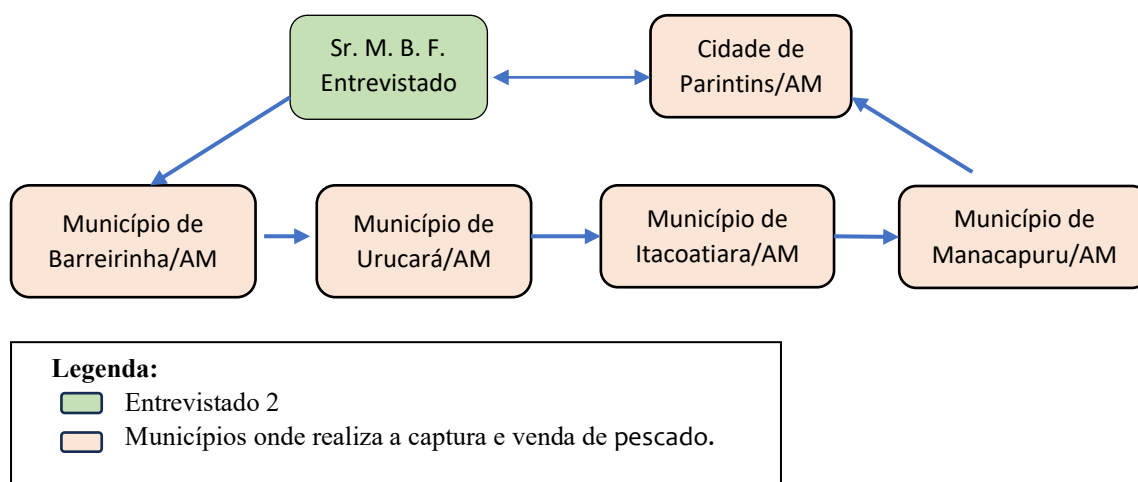 Sr. M. B. F.
Entrevistado
Cidade de
Parintins/AM
Município de
Barreirinha/AM
Município de
Urucará/AM
Município de
Itacoatiara/AM
Município de
Manacapuru/AM
Legenda:
Entrevistado 2
Municípios onde realiza a captura e venda de pescado.